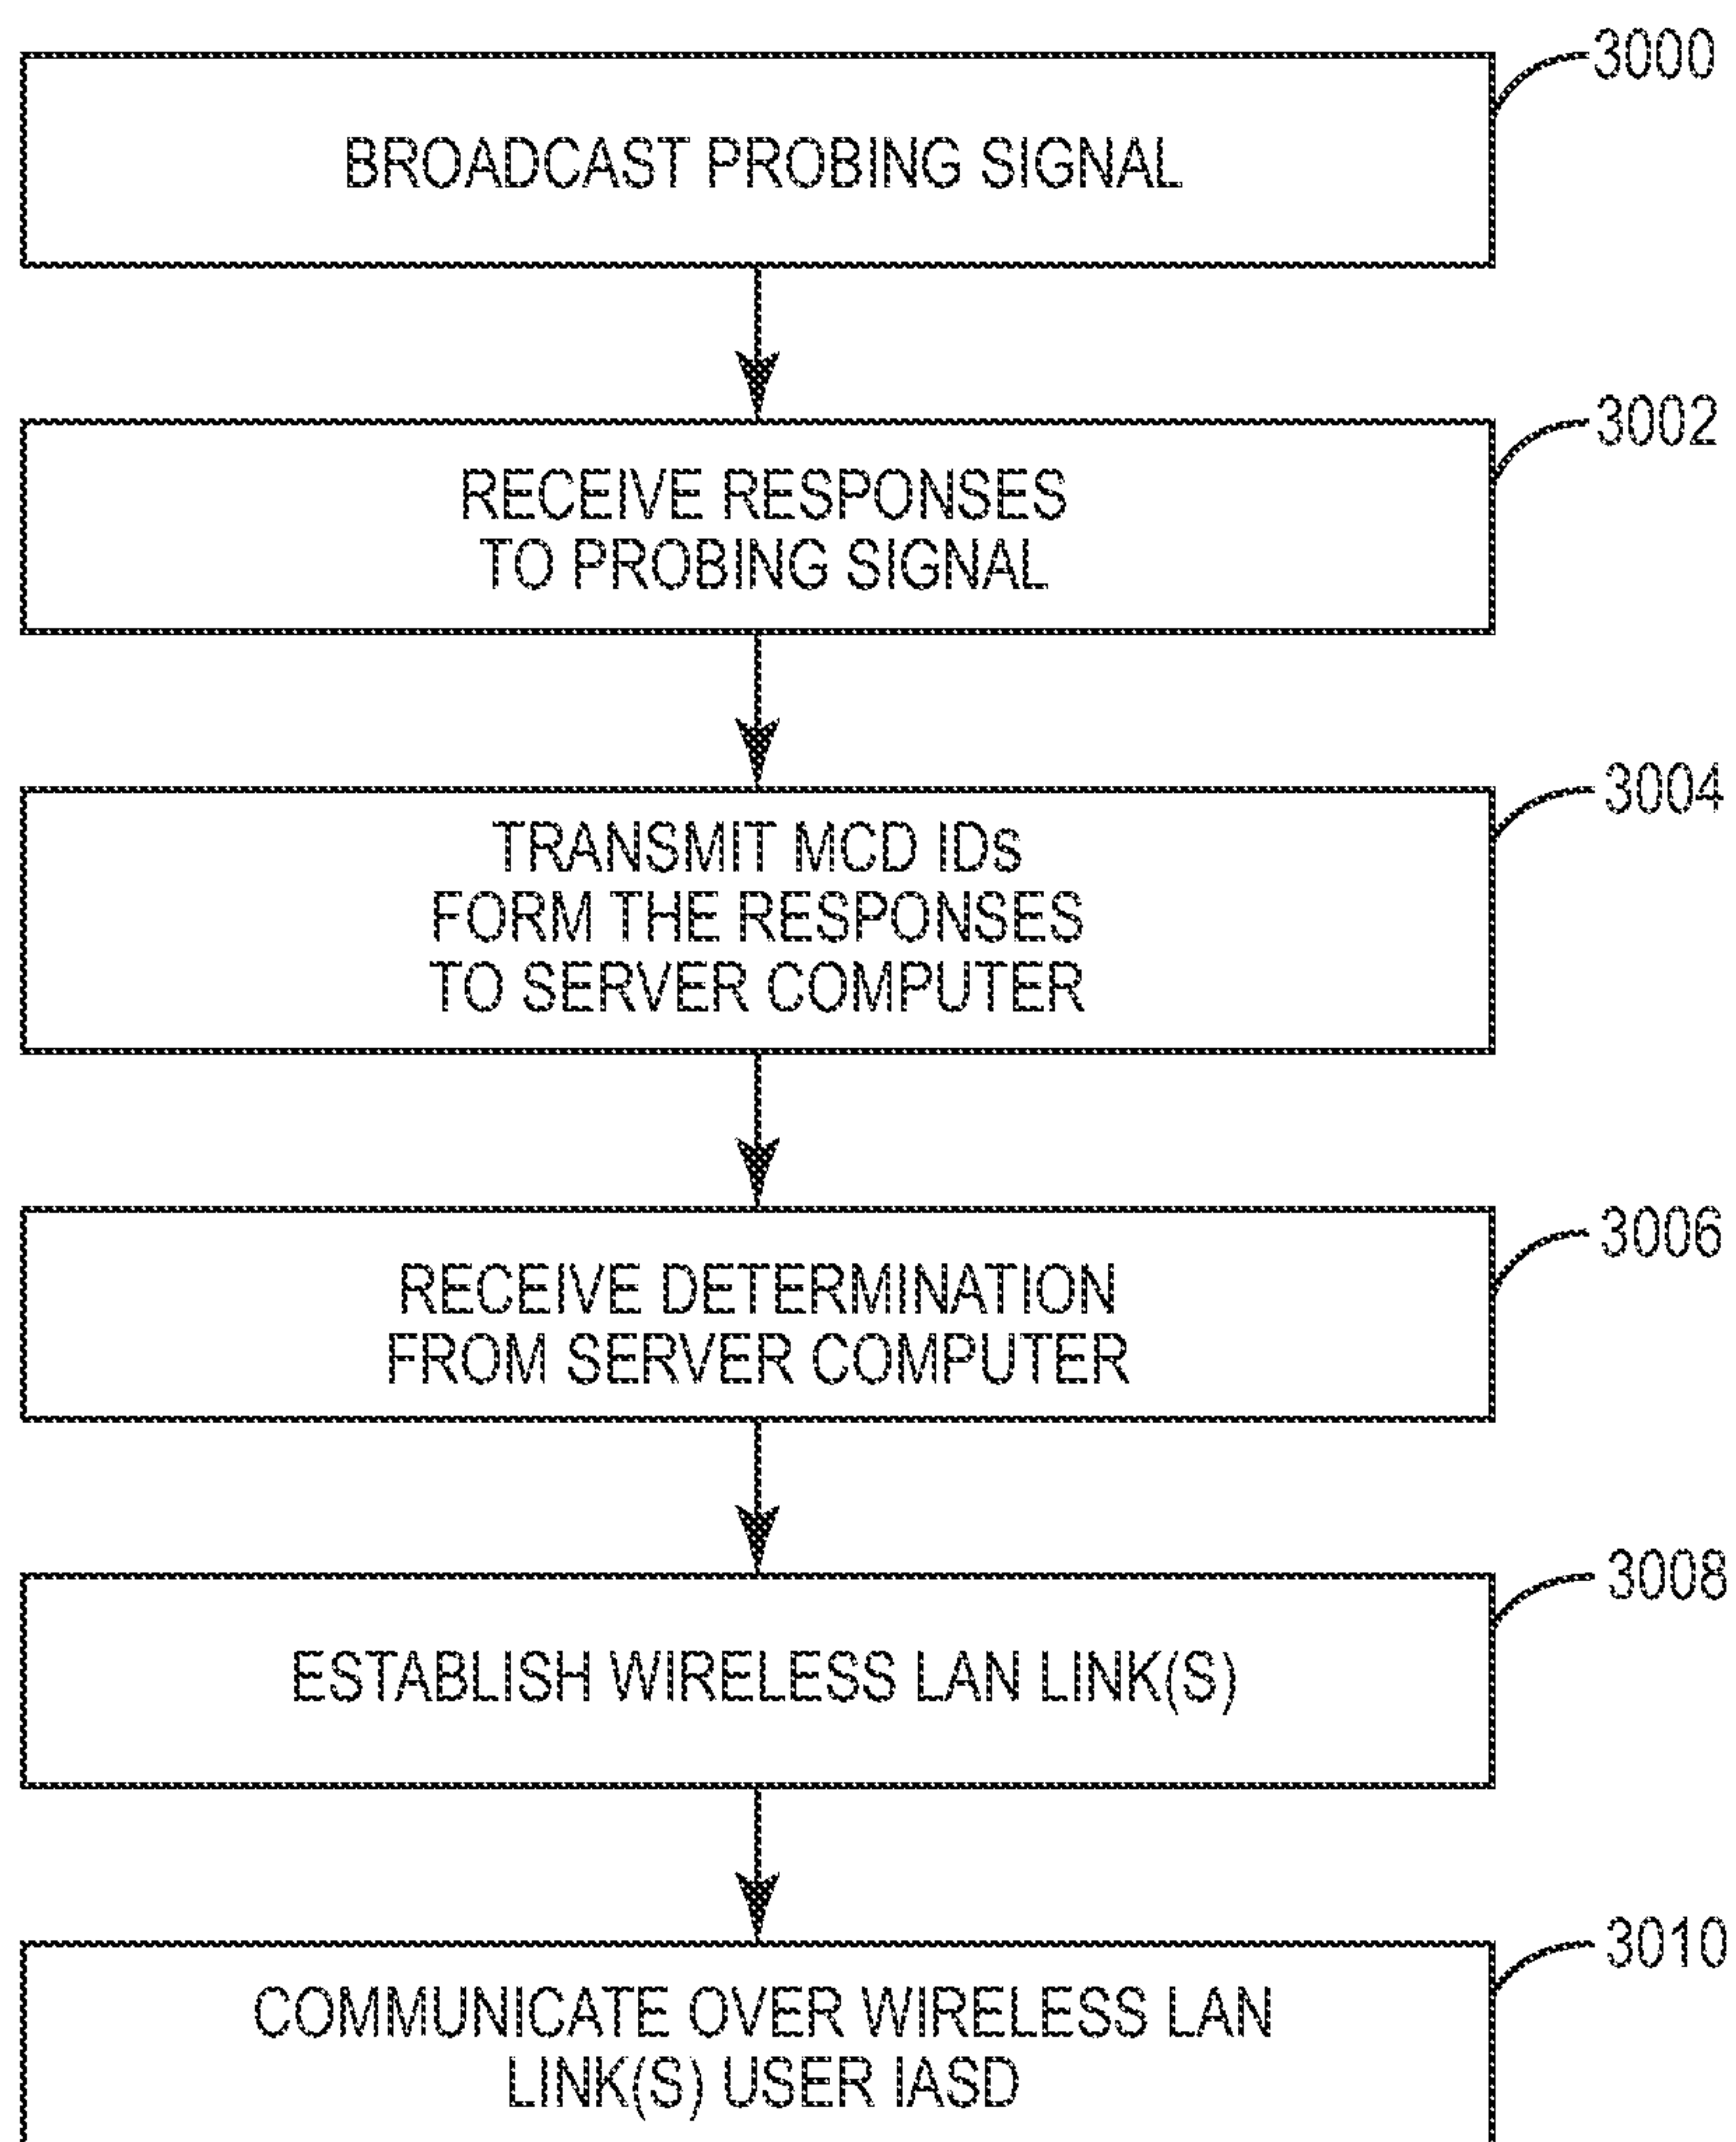 3000
BROADCAST PROBING SIGNAL
3002
RECEIVE RESPONSES
TO PROBING SIGNAL
3004
TRANSMIT MCD IDs
FORM THE RESPONSES
TO SERVER COMPUTER
3006
RECEIVE DETERMINATION
FROM SERVER COMPUTER
3008
ESTABLISH WIRELESS LAN LINK(S)
3010
COMMUNICATE OVER WIRELESS LAN
LINK(S) USER IASD